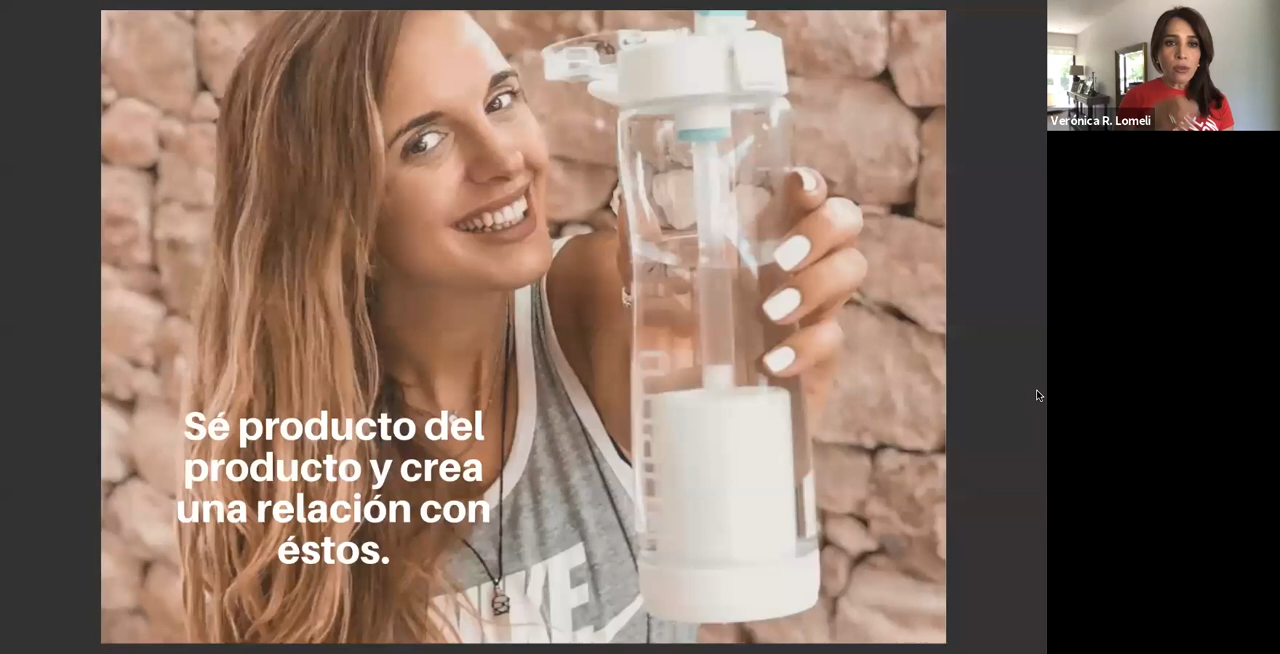 Verónica R. Lomeli
Sé producto del
producto y crea
una relación con
éstos.